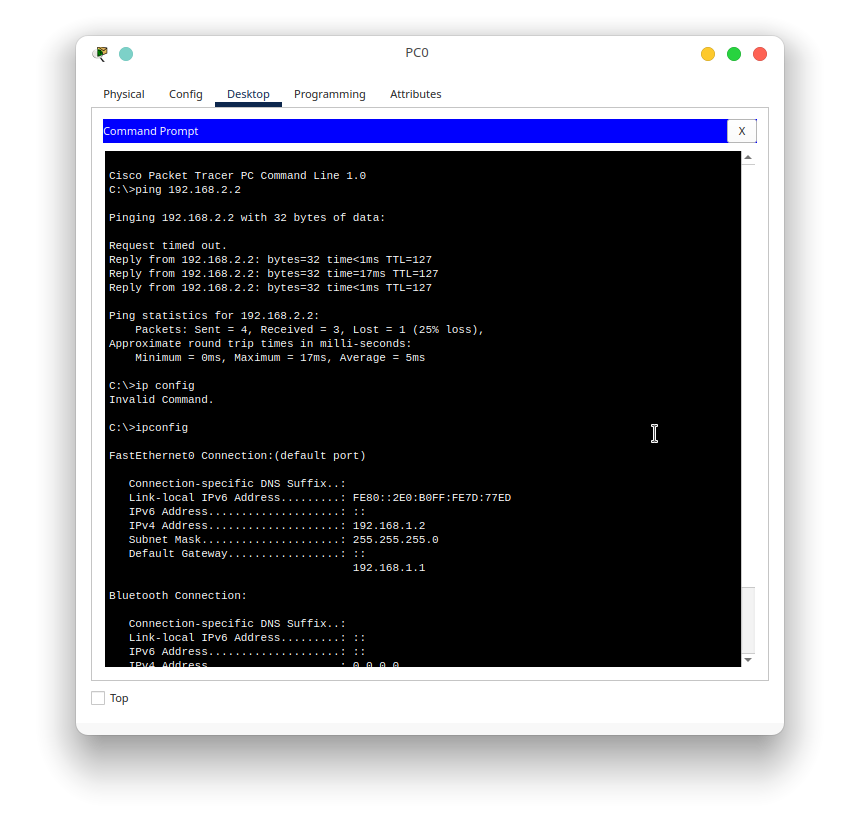 PC0
Physical Config Desktop Programming Attributes
Command Prompt X
Cisco Packet Tracer PC Command Line 1.0
C:\>ping 192.168.2.2
Pinging 192.168.2.2 with 32 bytes of data:
Request timed out.
Reply from 192.168.2.2: bytes=32 time<1ms TTL=127
Reply from 192.168.2.2: bytes=32 time=17ms TTL=127
Reply from 192.168.2.2: bytes=32 time<1ms TTL=127
Ping statistics for 192.168.2.2:
    Packets: Sent = 4, Received = 3, Lost = 1 (25% loss),
Approximate round trip times in milli-seconds:
    Minimum = 0ms, Maximum = 17ms, Average = 5ms
C:\>ip config
Invalid Command.
C:\>ipconfig
FastEthernet0 Connection:(default port)
   Connection-specific DNS Suffix..:
   Link-local IPv6 Address.........: FE80::2E0:B0FF:FE7D:77ED
   IPv6 Address....................: ::
   IPv4 Address....................: 192.168.1.2
   Subnet Mask.....................: 255.255.255.0
   Default Gateway.................: ::
                                     192.168.1.1
Bluetooth Connection:
   Connection-specific DNS Suffix..:
   Link-local IPv6 Address.........: ::
   IPv6 Address....................: ::
   IPv4 Address....................: 0.0.0.0
Top